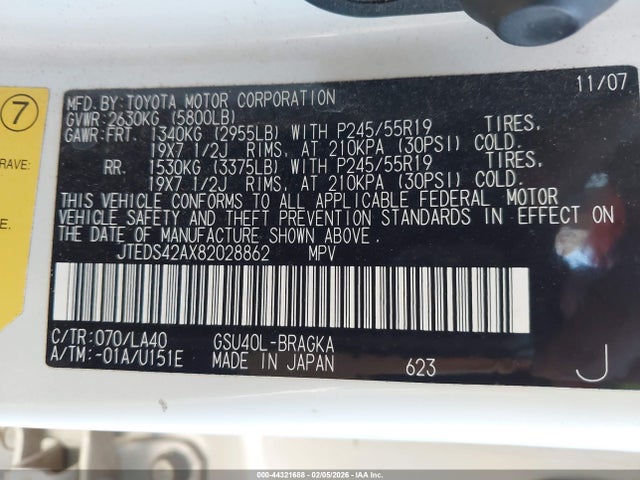 11/07
MFD.BY:TOYOTA MOTOR CORPORATION
GVWR:2630KG (5800LB)
GAWR:FRT. 1340KG (2955LB) WITH P245/55R19 TIRES,
19X7 1/2J RIMS, AT 210KPA (30PSI) COLD.
RR. 1530KG (3375LB) WITH P245/55R19 TIRES,
19X7 1/2J RIMS, AT 210KPA (30PSI) COLD.
THIS VEHICLE CONFORMS TO ALL APPLICABLE FEDERAL MOTOR
VEHICLE SAFETY AND THEFT PREVENTION STANDARDS IN EFFECT ON
THE DATE OF MANUFACTURE SHOWN ABOVE.
JTEDS42AX82028862 MPV
C/TR:070/LA40 GSU40L-BRAGKA
A/TM:-01A/U151E MADE IN JAPAN 623 J
7
RAVE:
E.
000-44321688 - 02/05/2026 - IAAI.COM